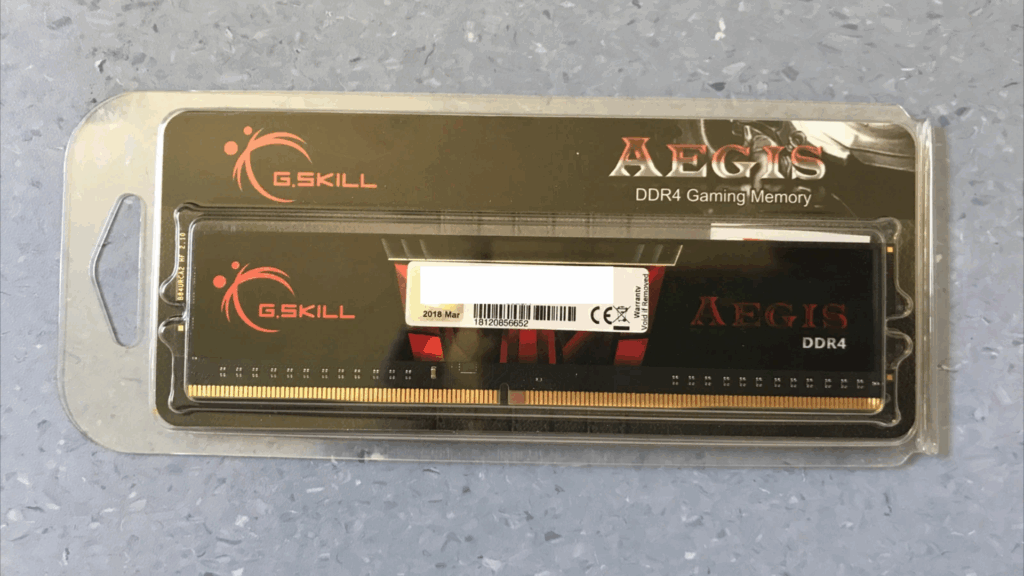 G.SKILL
AEGIS
DDR4 Gaming Memory
G.SKILL
2018 Mar
18120856652
CE
Warranty
Void if Removed
AEGIS
DDR4